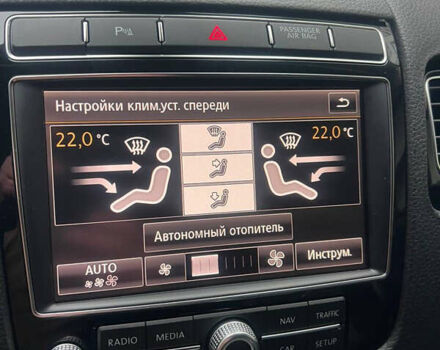 PASSENGER
AIR BAG
Настройки клим.уст. спереди
22,0 °C
22,0 °C
Автономный отопитель
AUTO
Инструм.
RADIO
MEDIA
NAV
TRAFFIC
CAR
SETUP